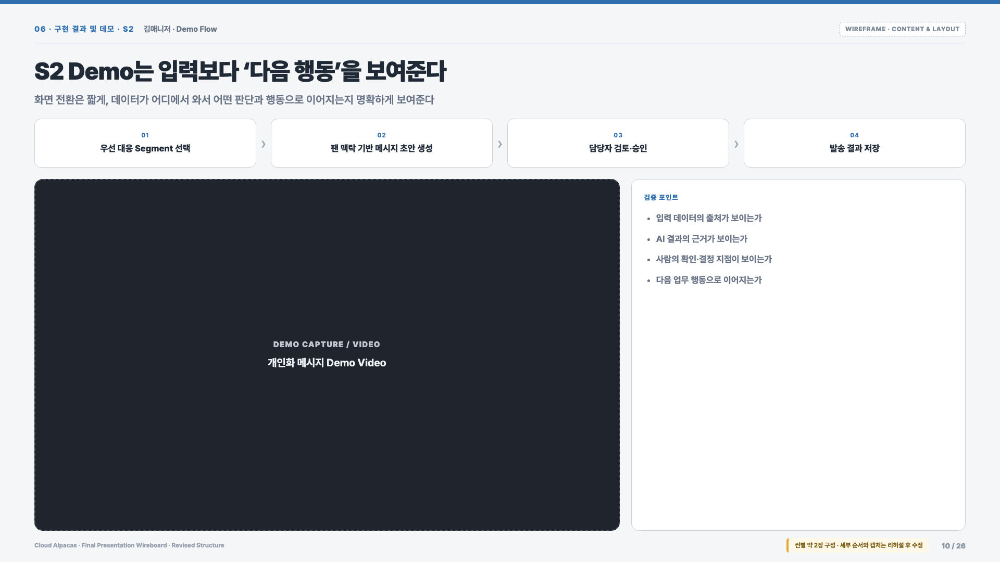 06 · 구현 결과 및 데모 · S2 김매니저 · Demo Flow
WIREFRAME · CONTENT & LAYOUT
S2 Demo는 입력보다 ‘다음 행동’을 보여준다
화면 전환은 짧게, 데이터가 어디에서 와서 어떤 판단과 행동으로 이어지는지 명확하게 보여준다
01
우선 대응 Segment 선택
❯
02
팬 맥락 기반 메시지 초안 생성
❯
03
담당자 검토·승인
❯
04
발송 결과 저장
DEMO CAPTURE / VIDEO
개인화 메시지 Demo Video
검증 포인트
• 입력 데이터의 출처가 보이는가
• AI 결과의 근거가 보이는가
• 사람의 확인·결정 지점이 보이는가
• 다음 업무 행동으로 이어지는가
Cloud Alpacas · Final Presentation Wireboard · Revised Structure
씬별 약 2장 구성 · 세부 순서와 캡처는 리허설 후 수정
10 / 26